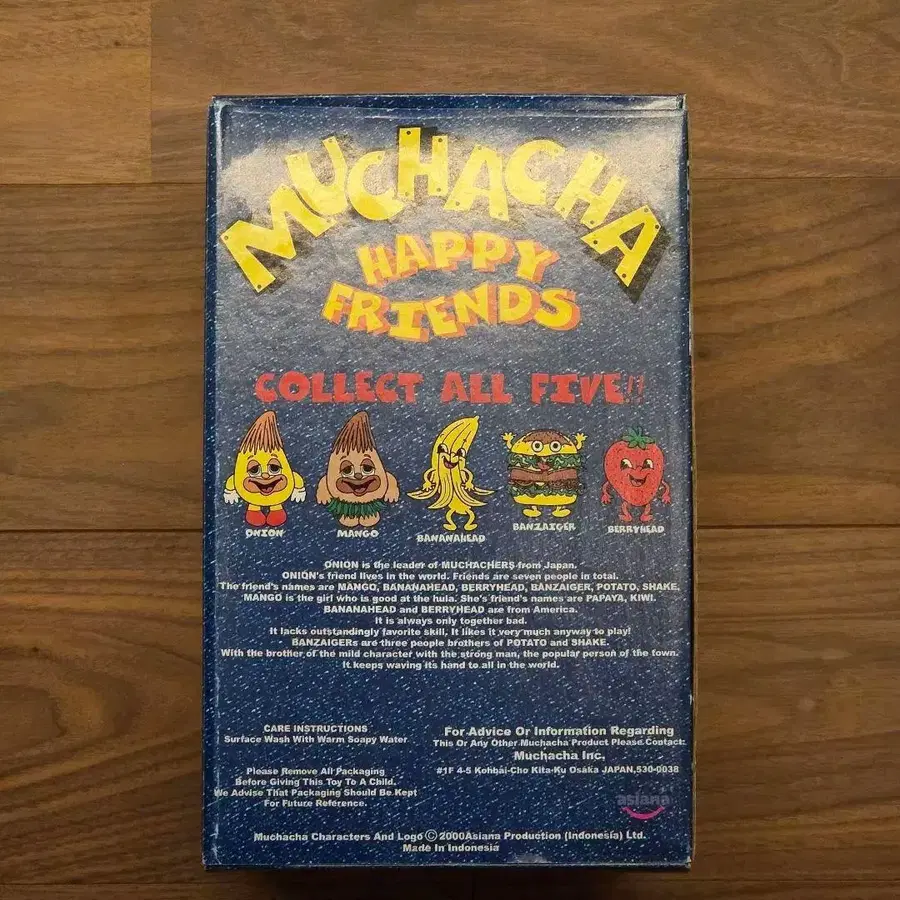 MUCHACHA
HAPPY
FRIENDS
COLLECT ALL FIVE!!
ONION
MANGO
BANANAHEAD
BANZAIGER
BERRYHEAD
ONION is the leader of MUCHACHERS from Japan.
ONION's friend lives in the world. Friends are seven people in total.
The friend's names are MANGO, BANANAHEAD, BERRYHEAD, BANZAIGER, POTATO, SHAKE.
MANGO is the girl who is good at the hula. She's friend's names are PAPAYA, KIWI.
BANANAHEAD and BERRYHEAD are from America.
It is always only together bad.
It lacks outstandingly favorite skill. It likes it very much anyway to play!
BANZAIGERs are three people brothers of POTATO and SHAKE.
With the brother of the mild character with the strong man, the popular person of the town.
It keeps waving its hand to all in the world.
CARE INSTRUCTIONS
Surface Wash With Warm Soapy Water
Please Remove All Packaging
Before Giving This Toy To A Child.
We Advise That Packaging Should Be Kept
For Future Reference.
For Advice Or Information Regarding
This Or Any Other Muchacha Product Please Contact:
Muchacha Inc,
#1F 4-5 Kohbai-Cho Kita-Ku Osaka JAPAN,530-0038
asiana
Muchacha Characters And Logo © 2000Asiana Production (Indonesia) Ltd.
Made In Indonesia